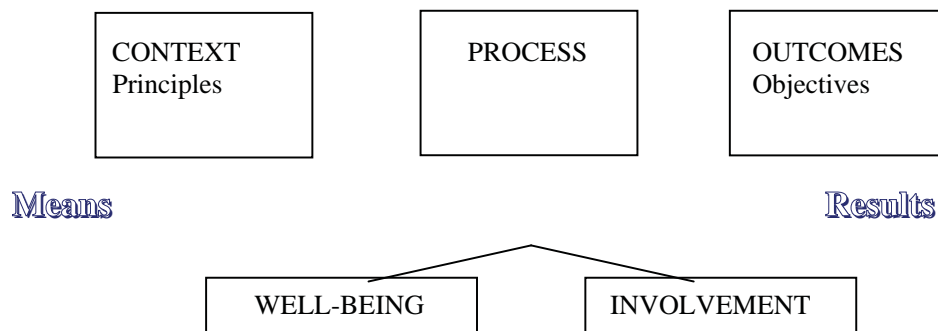 CONTEXT
Principles
PROCESS
OUTCOMES
Objectives
Means
Results
WELL-BEING
INVOLVEMENT